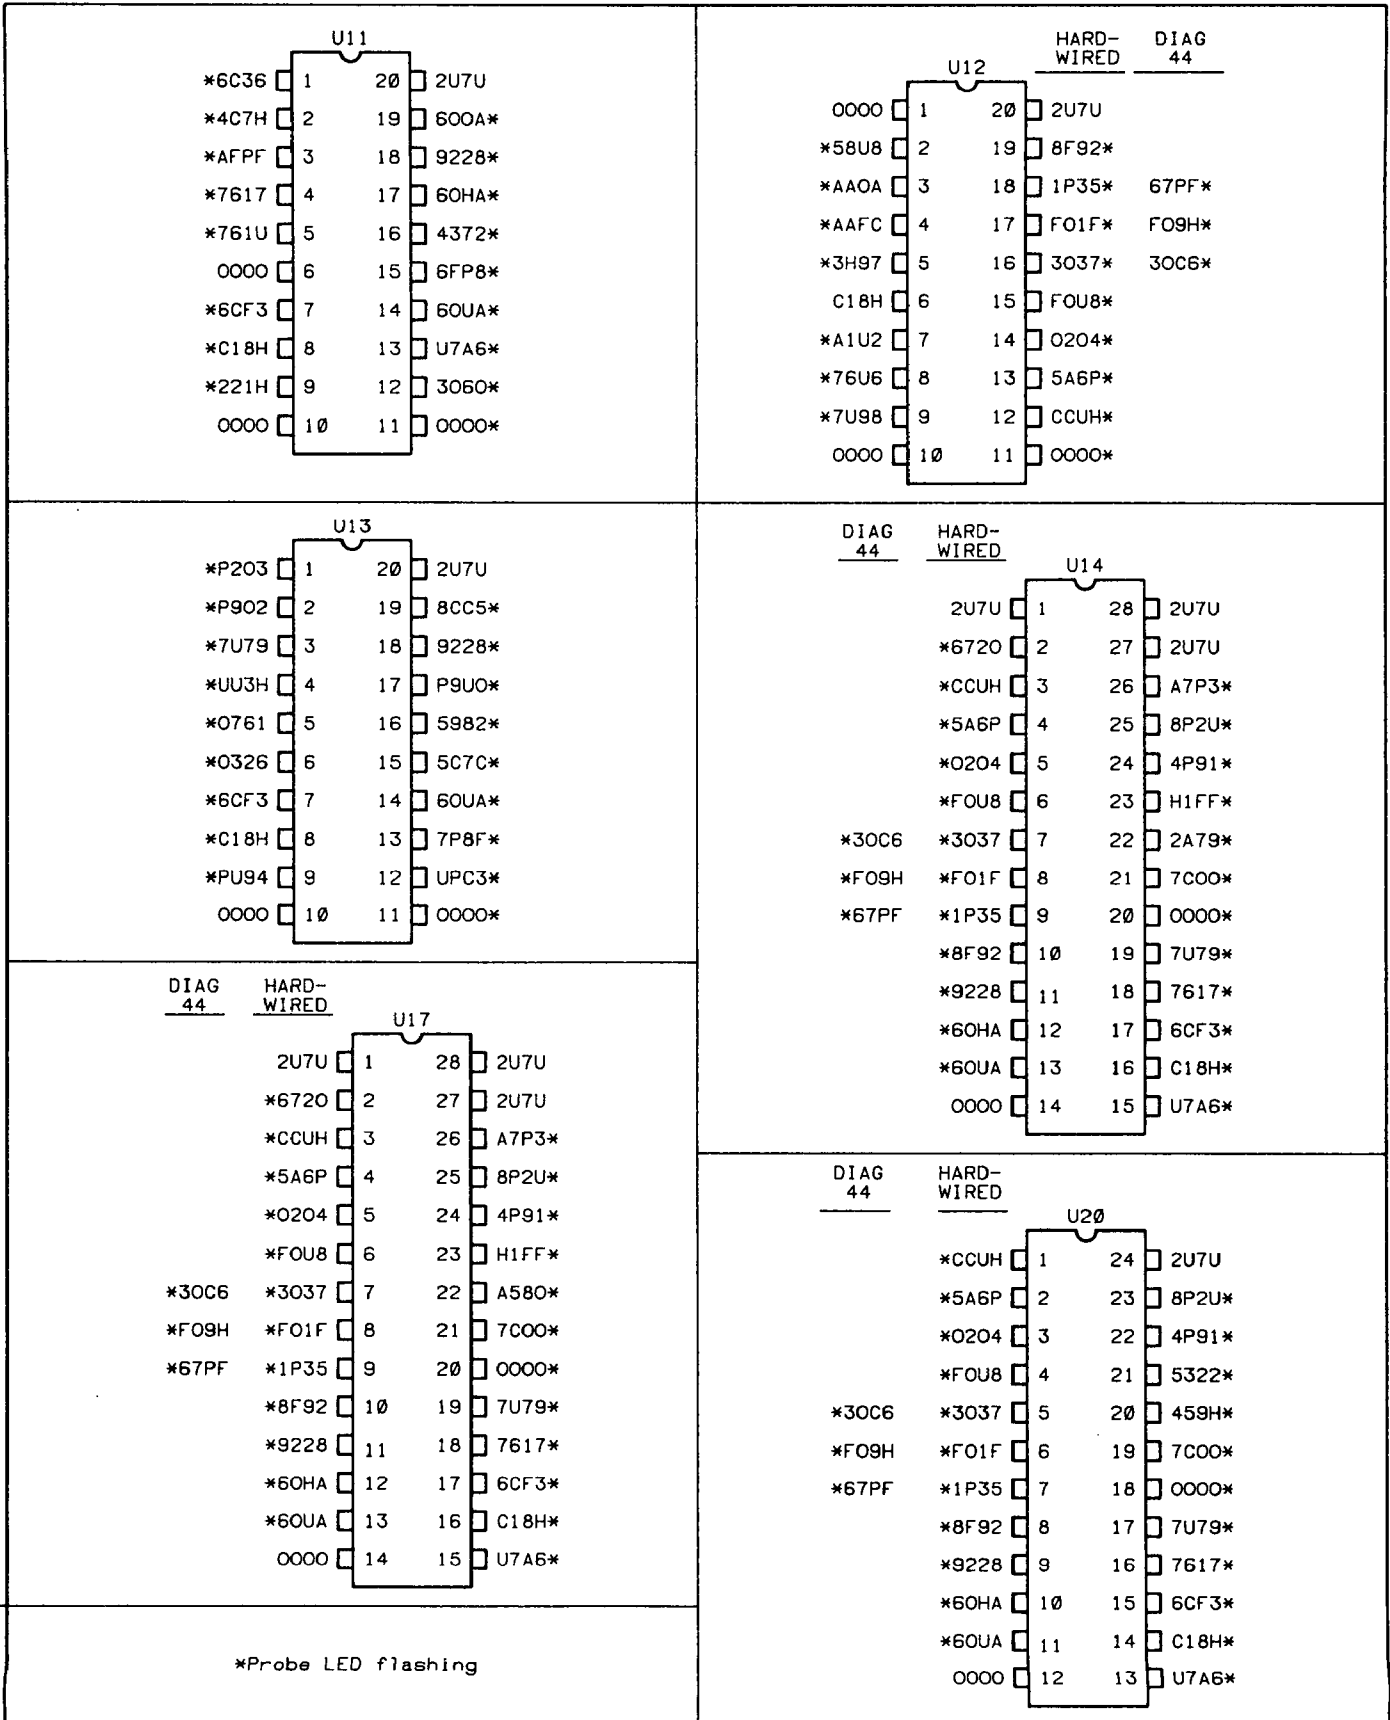 U11
*6C36 1 20 2U7U
*4C7H 2 19 600A*
*AFPF 3 18 9228*
*7617 4 17 60HA*
*761U 5 16 4372*
0000 6 15 6FP8*
*6CF3 7 14 60UA*
*C18H 8 13 U7A6*
*221H 9 12 3060*
0000 10 11 0000*
HARD- DIAG
WIRED 44
U12
0000 1 20 2U7U
*58U8 2 19 8F92*
*AA0A 3 18 1P35* 67PF*
*AAFC 4 17 F01F* F09H*
*3H97 5 16 3037* 30C6*
C18H 6 15 F0U8*
*A1U2 7 14 0204*
*76U6 8 13 5A6P*
*7U98 9 12 CCUH*
0000 10 11 0000*
U13
*P203 1 20 2U7U
*P902 2 19 8CC5*
*7U79 3 18 9228*
*UU3H 4 17 P9U0*
*0761 5 16 5982*
*0326 6 15 5C7C*
*6CF3 7 14 60UA*
*C18H 8 13 7P8F*
*PU94 9 12 UPC3*
0000 10 11 0000*
DIAG HARD-
44 WIRED
U14
2U7U 1 28 2U7U
*6720 2 27 2U7U
*CCUH 3 26 A7P3*
*5A6P 4 25 8P2U*
*0204 5 24 4P91*
*F0U8 6 23 H1FF*
*30C6 *3037 7 22 2A79*
*F09H *F01F 8 21 7C00*
*67PF *1P35 9 20 0000*
*8F92 10 19 7U79*
*9228 11 18 7617*
*60HA 12 17 6CF3*
*60UA 13 16 C18H*
0000 14 15 U7A6*
DIAG HARD-
44 WIRED
U17
2U7U 1 28 2U7U
*6720 2 27 2U7U
*CCUH 3 26 A7P3*
*5A6P 4 25 8P2U*
*0204 5 24 4P91*
*F0U8 6 23 H1FF*
*30C6 *3037 7 22 A580*
*F09H *F01F 8 21 7C00*
*67PF *1P35 9 20 0000*
*8F92 10 19 7U79*
*9228 11 18 7617*
*60HA 12 17 6CF3*
*60UA 13 16 C18H*
0000 14 15 U7A6*
DIAG HARD-
44 WIRED
U20
*CCUH 1 24 2U7U
*5A6P 2 23 8P2U*
*0204 3 22 4P91*
*F0U8 4 21 5322*
*30C6 *3037 5 20 459H*
*F09H *F01F 6 19 7C00*
*67PF *1P35 7 18 0000*
*8F92 8 17 7U79*
*9228 9 16 7617*
*60HA 10 15 6CF3*
*60UA 11 14 C18H*
0000 12 13 U7A6*
*Probe LED flashing